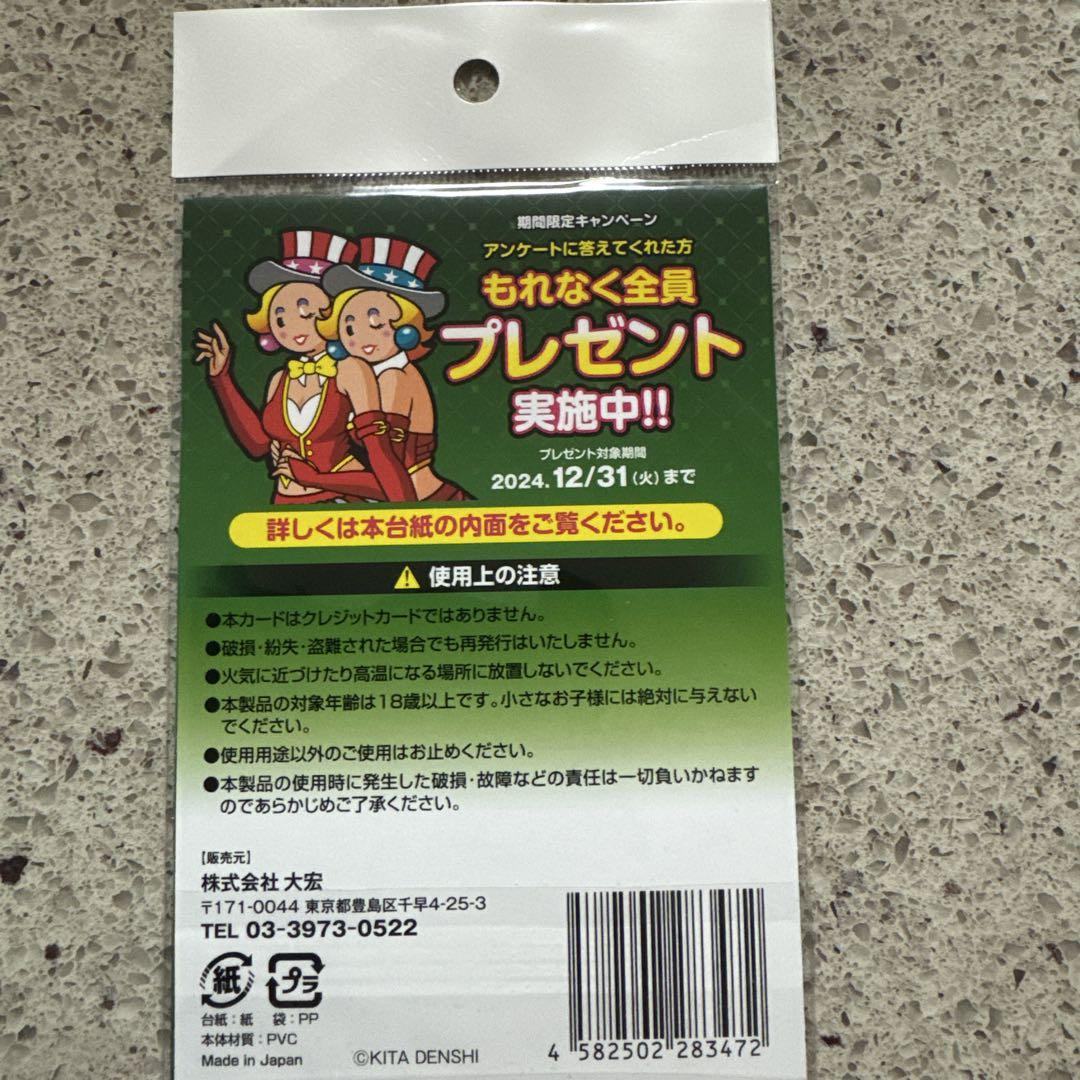 期間限定キャンペーン
アンケートに答えてくれた方
もれなく全員
プレゼント
実施中!!
プレゼント対象期間
2024.12/31(火)まで
詳しくは本台紙の内面をご覧ください。
使用上の注意
●本カードはクレジットカードではありません。
●破損・紛失・盗難された場合でも再発行はいたしません。
●火気に近づけたり高温になる場所に放置しないでください。
●本製品の対象年齢は18歳以上です。小さなお子様には絶対に与えない
でください。
●使用用途以外のご使用はお止めください。
●本製品の使用時に発生した破損・故障などの責任は一切負いかねます
のであらかじめご了承ください。
【販売元】
株式会社 大宏
〒171-0044 東京都豊島区千早4-25-3
TEL 03-3973-0522
紙 プラ
台紙:紙 袋:PP
本体材質:PVC
Made in Japan
©KITA DENSHI
4 582502 283472